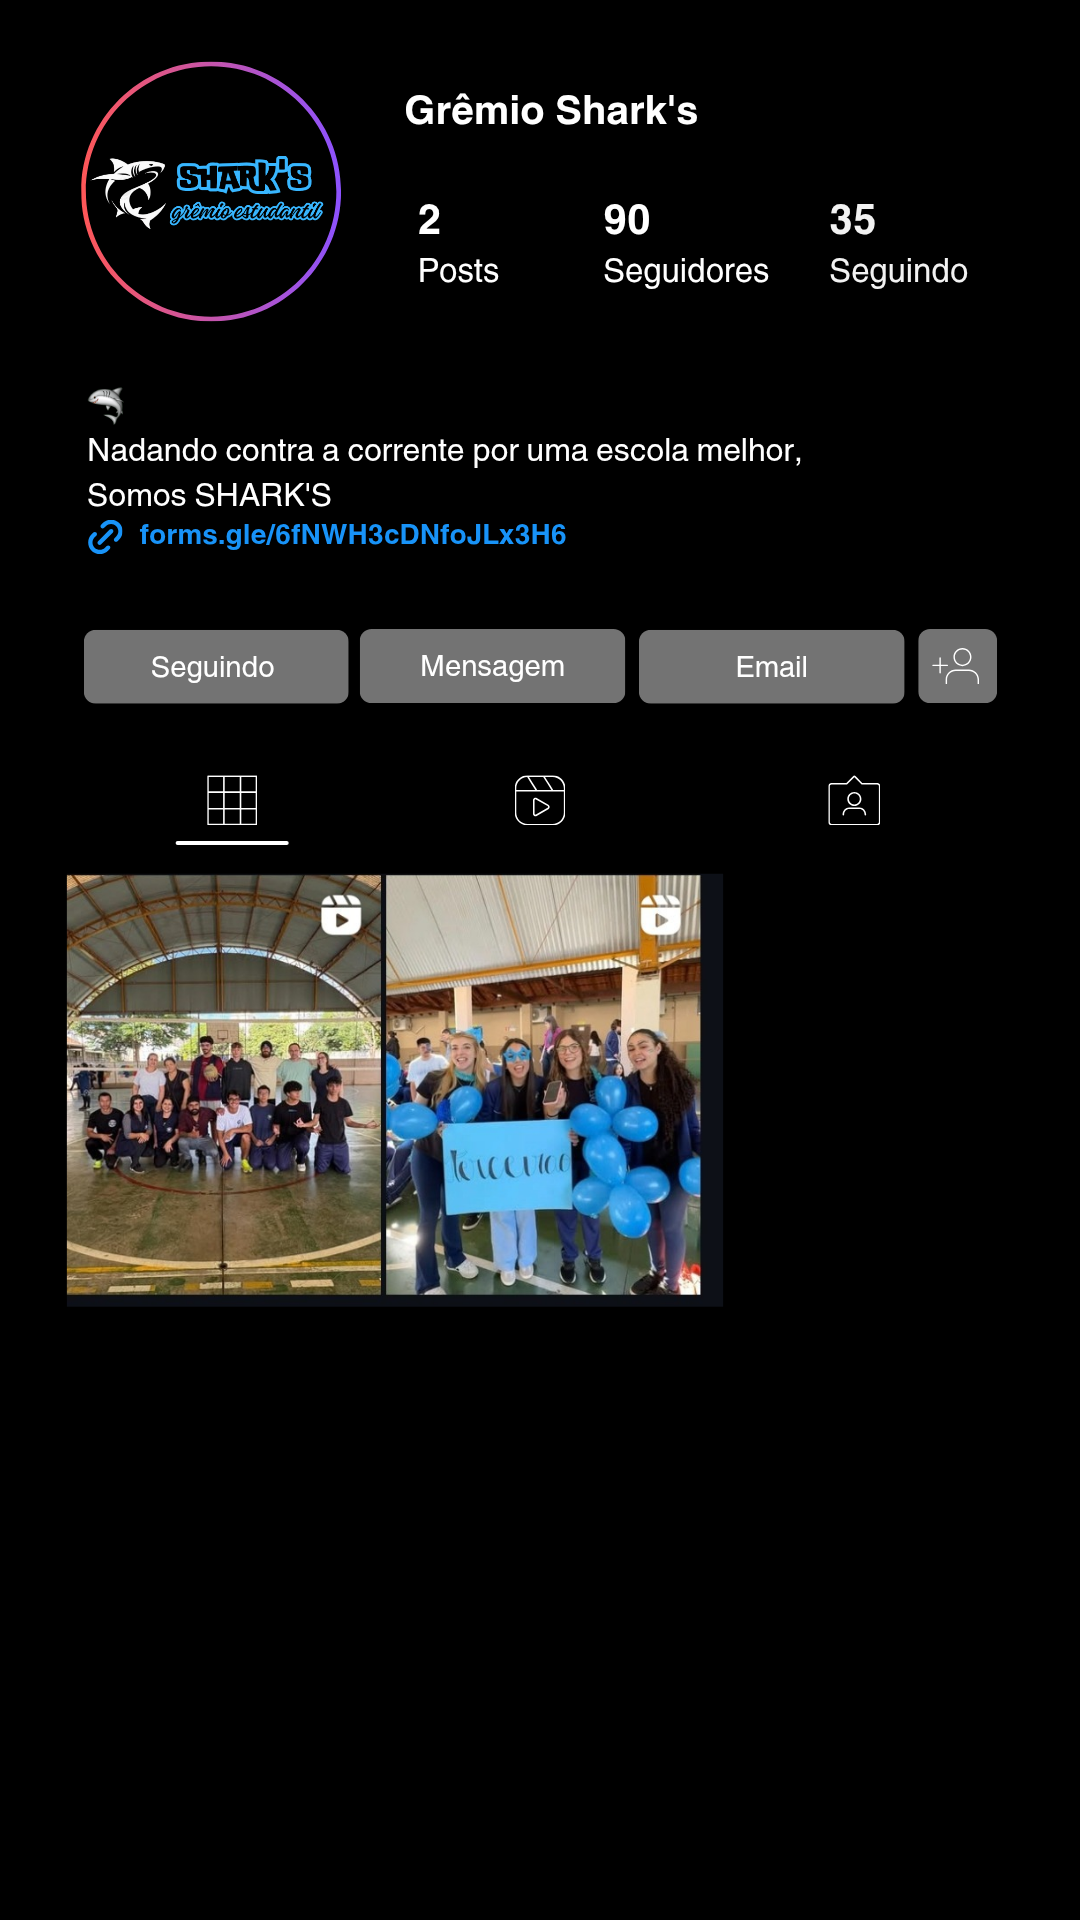 SHARK'S
grêmio estudantil
Grêmio Shark's
2
90
35
Posts
Seguidores
Seguindo
Nadando contra a corrente por uma escola melhor,
Somos SHARK'S
forms.gle/6fNWH3cDNfoJLx3H6
Seguindo
Mensagem
Email